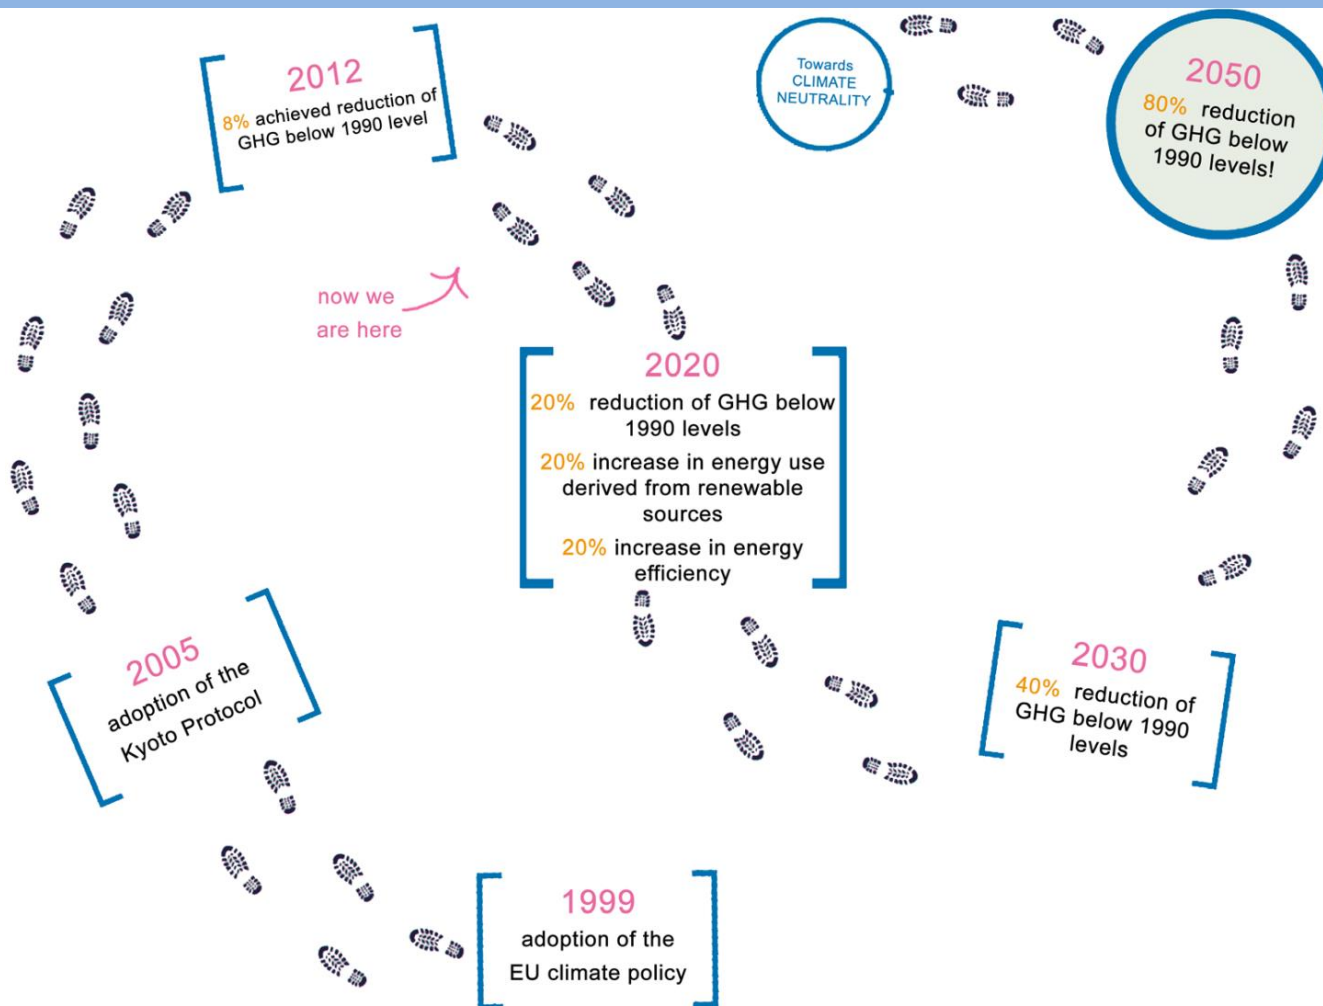 2012
8% achieved reduction of
GHG below 1990 level
Towards
CLIMATE
NEUTRALITY
2050
80% reduction
of GHG below
1990 levels!
now we
are here
2020
20% reduction of GHG below
1990 levels
20% increase in energy use
derived from renewable
sources
20% increase in energy
efficiency
2005
adoption of the
Kyoto Protocol
2030
40% reduction of
GHG below 1990
levels
1999
adoption of the
EU climate policy